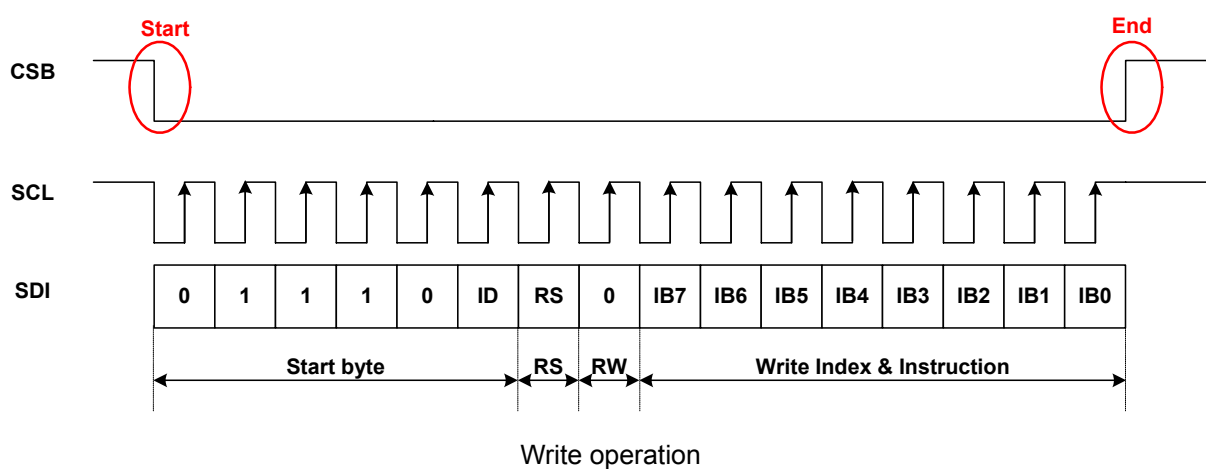 Start End
CSB
SCL
SDI 0 1 1 1 0 ID RS 0 IB7 IB6 IB5 IB4 IB3 IB2 IB1 IB0
Start byte RS RW Write Index & Instruction
Write operation